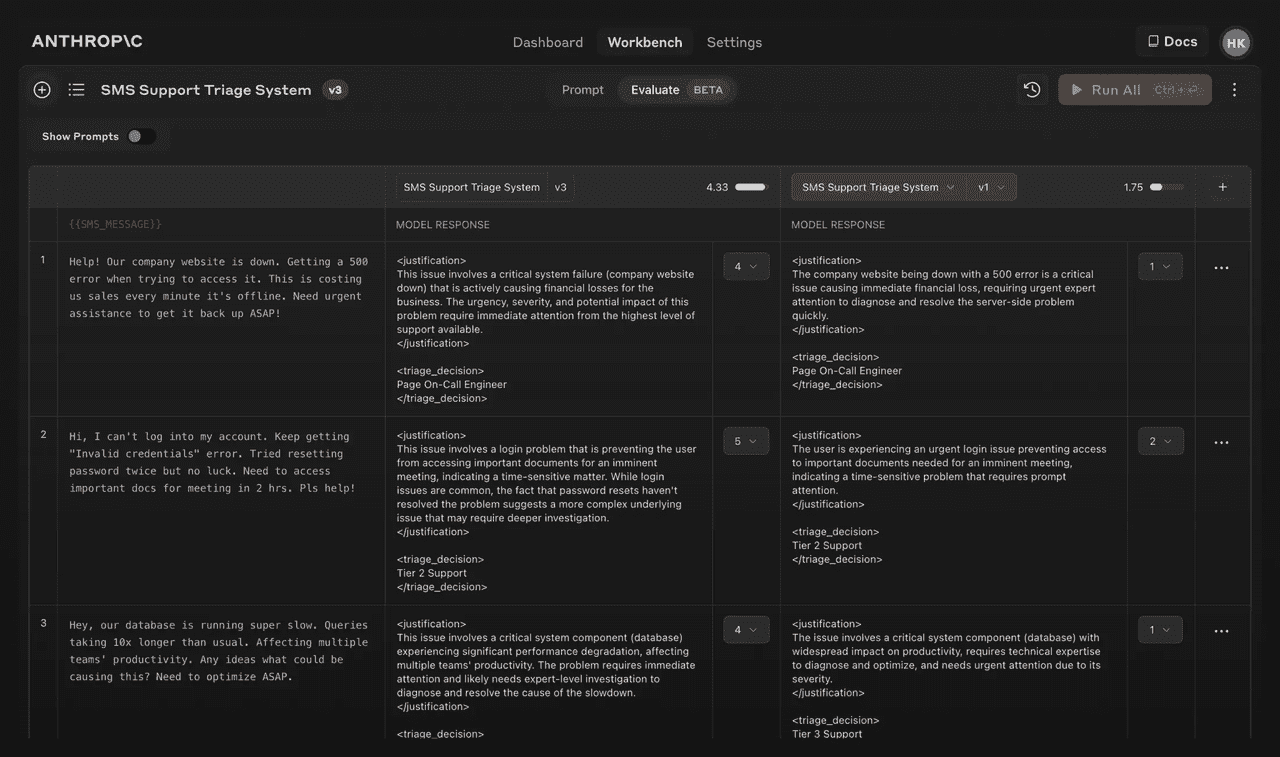 ANTHROP\C
Dashboard
Workbench
Settings
Docs
HK
SMS Support Triage System v3
Prompt
Evaluate BETA
Run All Ctrl + ⏎
Show Prompts
SMS Support Triage System v3
4.33
SMS Support Triage System v1
1.75
+
{{SMS_MESSAGE}}
MODEL RESPONSE
MODEL RESPONSE
1
Help! Our company website is down. Getting a 500
error when trying to access it. This is costing
us sales every minute it's offline. Need urgent
assistance to get it back up ASAP!
<justification>
This issue involves a critical system failure (company website
down) that is actively causing financial losses for the
business. The urgency, severity, and potential impact of this
problem require immediate attention from the highest level of
support available.
</justification>
<triage_decision>
Page On-Call Engineer
</triage_decision>
4
<justification>
The company website being down with a 500 error is a critical
issue causing immediate financial loss, requiring urgent expert
attention to diagnose and resolve the server-side problem
quickly.
</justification>
<triage_decision>
Page On-Call Engineer
</triage_decision>
1
2
Hi, I can't log into my account. Keep getting
"Invalid credentials" error. Tried resetting
password twice but no luck. Need to access
important docs for meeting in 2 hrs. Pls help!
<justification>
This issue involves a login problem that is preventing the user
from accessing important documents for an imminent
meeting, indicating a time-sensitive matter. While login
issues are common, the fact that password resets haven't
resolved the problem suggests a more complex underlying
issue that may require deeper investigation.
</justification>
<triage_decision>
Tier 2 Support
</triage_decision>
5
<justification>
The user is experiencing an urgent login issue preventing access
to important documents needed for an imminent meeting,
indicating a time-sensitive problem that requires prompt
attention.
</justification>
<triage_decision>
Tier 2 Support
</triage_decision>
2
3
Hey, our database is running super slow. Queries
taking 10x longer than usual. Affecting multiple
teams' productivity. Any ideas what could be
causing this? Need to optimize ASAP.
<justification>
This issue involves a critical system component (database)
experiencing significant performance degradation, affecting
multiple teams' productivity. The problem requires immediate
attention and likely needs expert-level investigation to
diagnose and resolve the cause of the slowdown.
</justification>
<triage_decision>
4
<justification>
The issue involves a critical system component (database) with
widespread impact on productivity, requires technical expertise
to diagnose and optimize, and needs urgent attention due to its
severity.
</justification>
<triage_decision>
Tier 3 Support
1